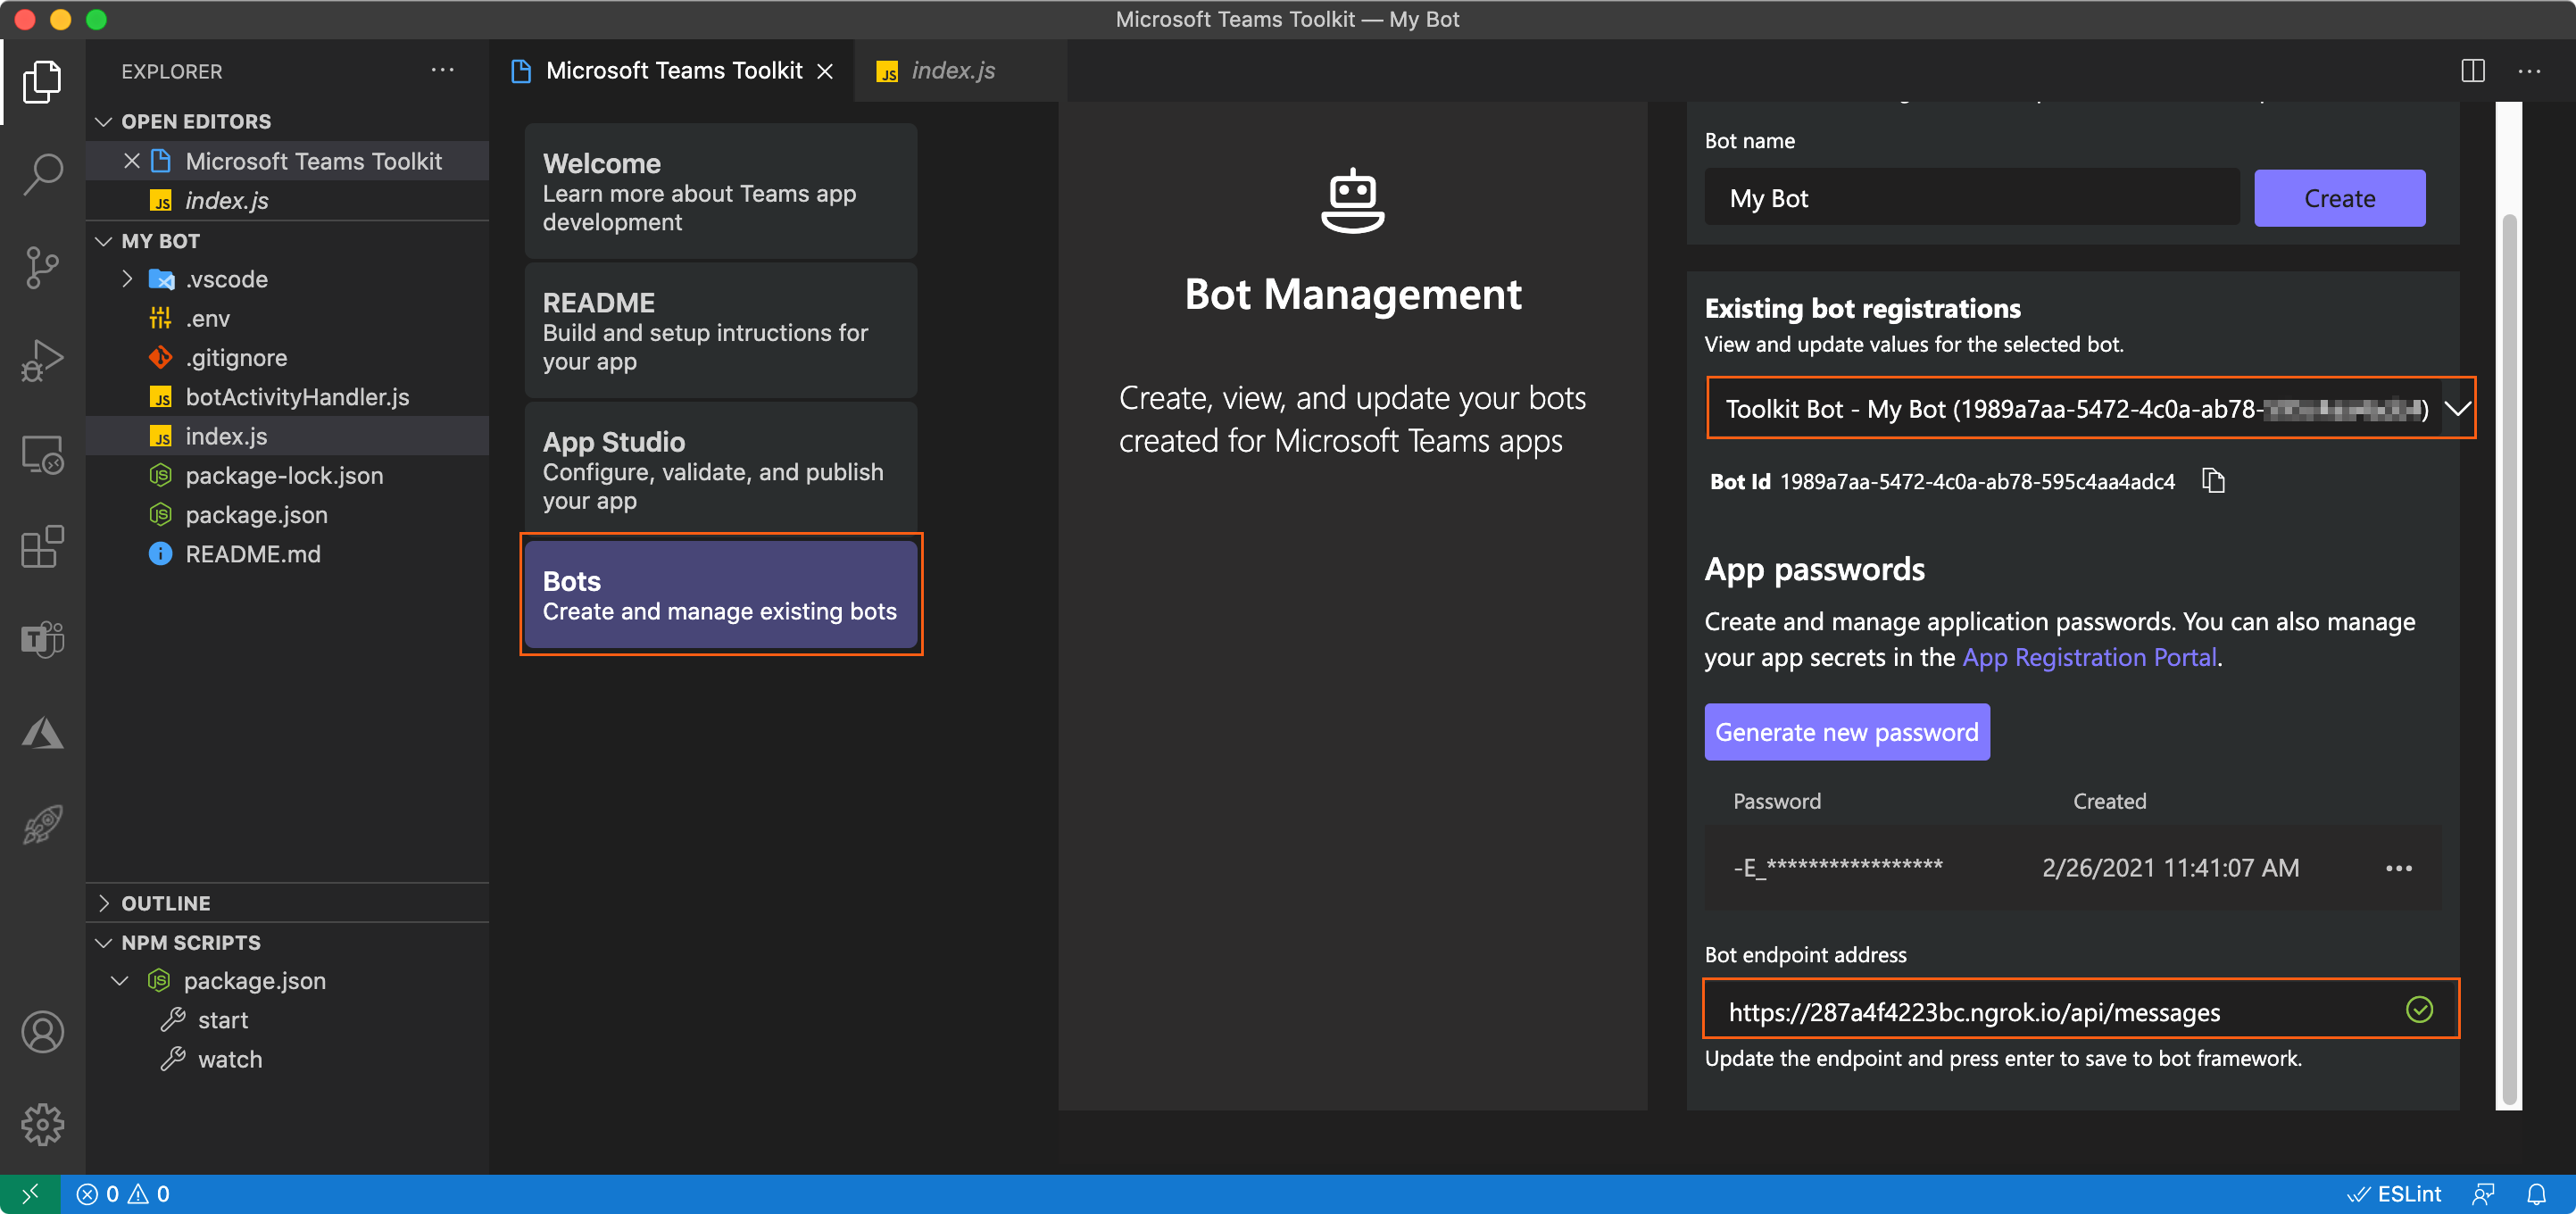 Microsoft Teams Toolkit — My Bot
EXPLORER
OPEN EDITORS
Microsoft Teams Toolkit
JS index.js
MY BOT
.vscode
.env
.gitignore
JS botActivityHandler.js
JS index.js
JS package-lock.json
JS package.json
README.md
OUTLINE
NPM SCRIPTS
JS package.json
start
watch
Microsoft Teams Toolkit
JS index.js
Welcome
Learn more about Teams app
development
README
Build and setup intructions for
your app
App Studio
Configure, validate, and publish
your app
Bots
Create and manage existing bots
Bot Management
Create, view, and update your bots
created for Microsoft Teams apps
Bot name
My Bot
Create
Existing bot registrations
View and update values for the selected bot.
Toolkit Bot - My Bot (1989a7aa-5472-4c0a-ab78- )
Bot Id 1989a7aa-5472-4c0a-ab78-595c4aa4adc4
App passwords
Create and manage application passwords. You can also manage
your app secrets in the App Registration Portal.
Generate new password
Password Created
-E_***************** 2/26/2021 11:41:07 AM
Bot endpoint address
https://287a4f4223bc.ngrok.io/api/messages
Update the endpoint and press enter to save to bot framework.
0 0
ESLint